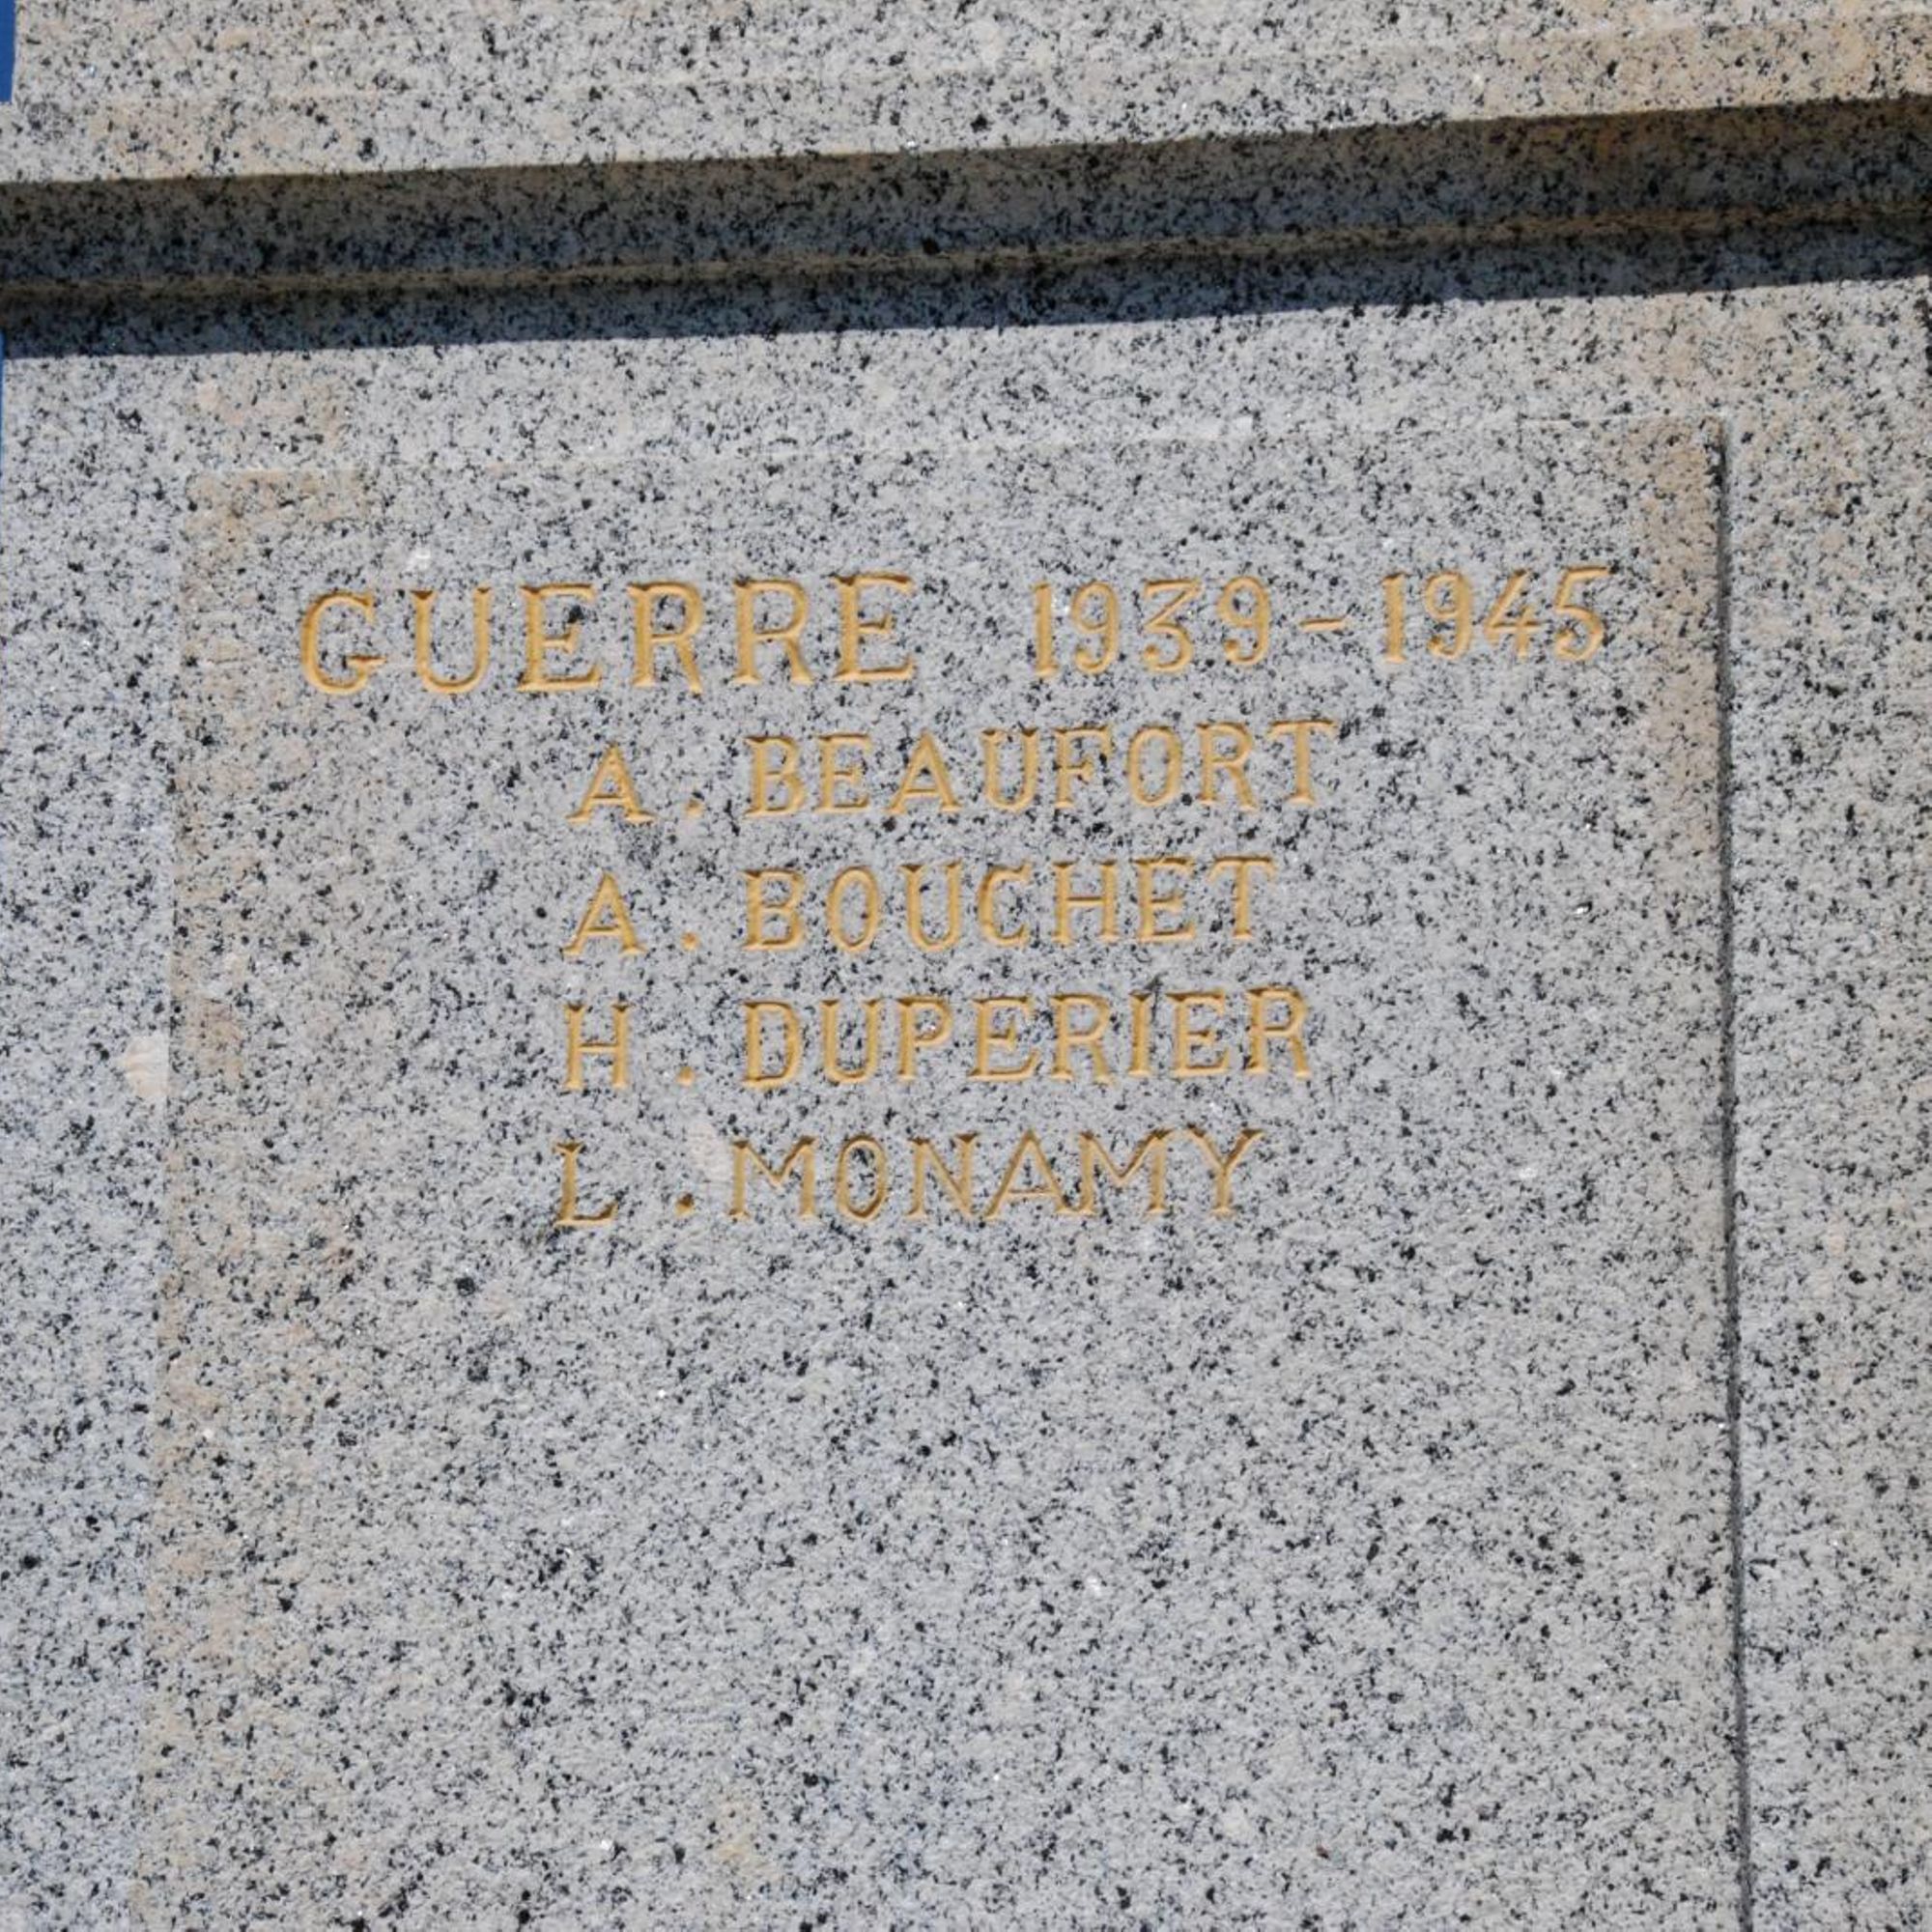 GUERRE 1939-1945
A. BEAUFORT
A. BOUCHET
H. DUPERIER
L. MONAMY